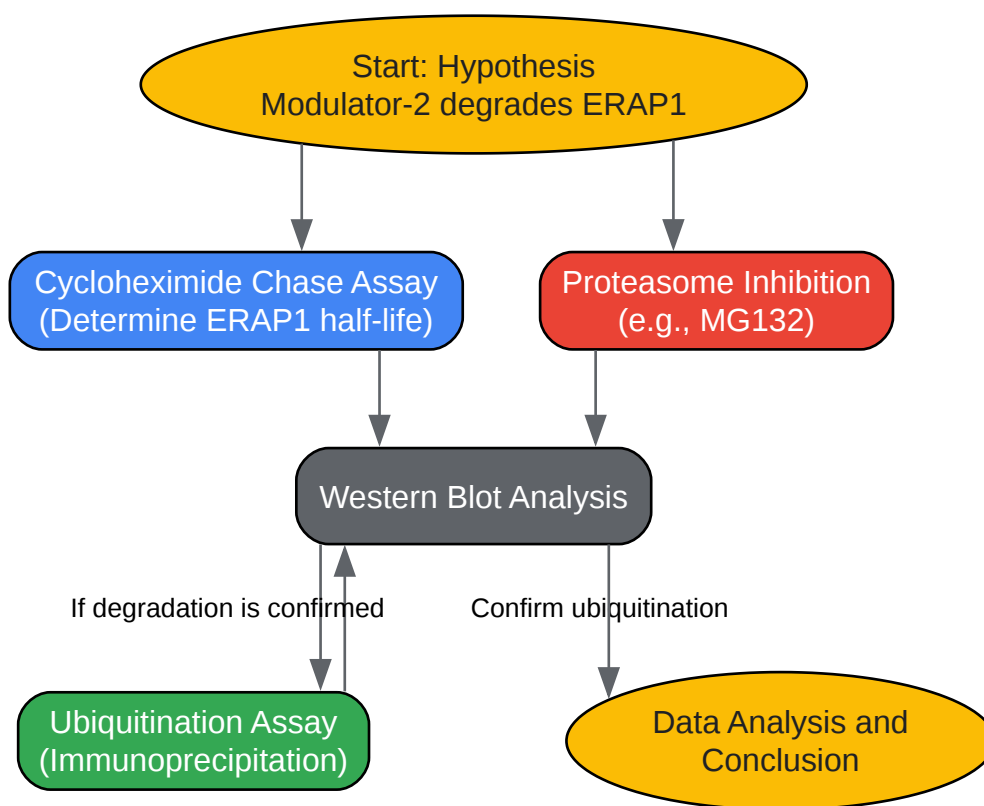 Start: Hypothesis
Modulator-2 degrades ERAP1
Cycloheximide Chase Assay
(Determine ERAP1 half-life)
Proteasome Inhibition
(e.g., MG132)
Western Blot Analysis
If degradation is confirmed
Confirm ubiquitination
Ubiquitination Assay
(Immunoprecipitation)
Data Analysis and
Conclusion